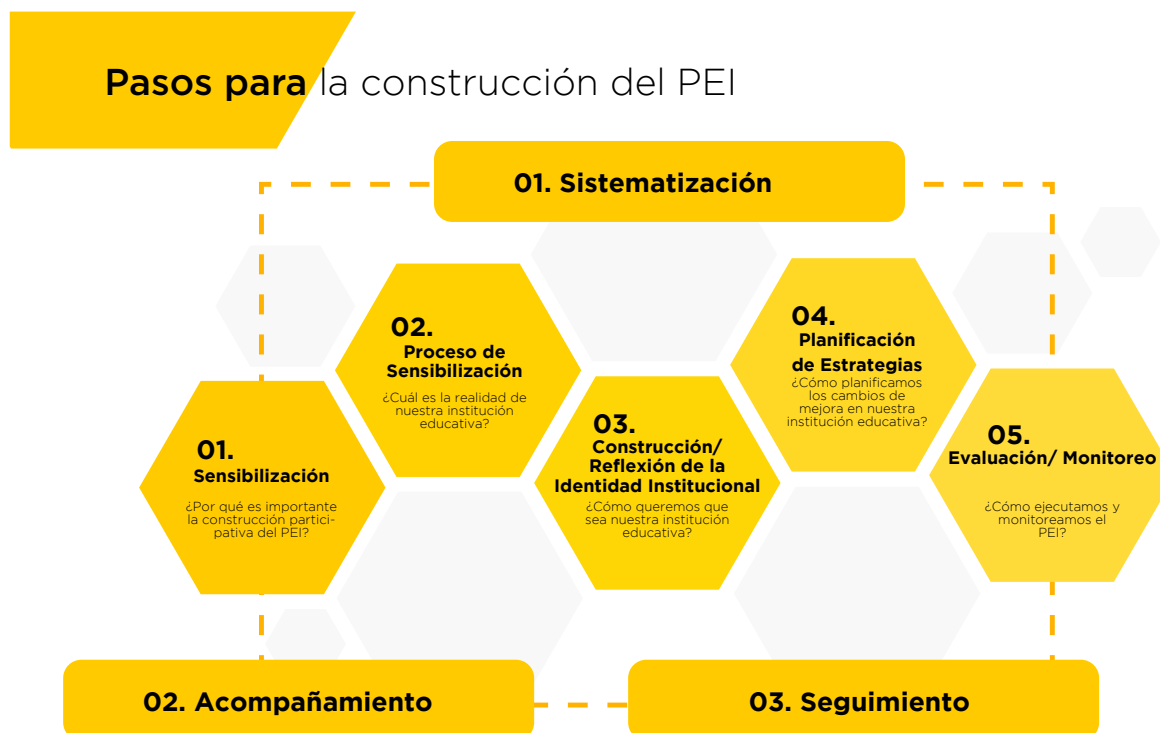 Pasos para la construcción del PEI
01. Sistematización
01.
Sensibilización
¿Por qué es importante
la construcción partici-
pativa del PEI?
02.
Proceso de
Sensibilización
¿Cuál es la realidad de
nuestra institución
educativa?
03.
Construcción/
Reflexión de la
Identidad Institucional
¿Cómo queremos que
sea nuestra institución
educativa?
04.
Planificación
de Estrategias
¿Cómo planificamos
los cambios de
mejora en nuestra
institución educativa?
05.
Evaluación/ Monitoreo
¿Cómo ejecutamos y
monitoreamos el
PEI?
02. Acompañamiento
03. Seguimiento